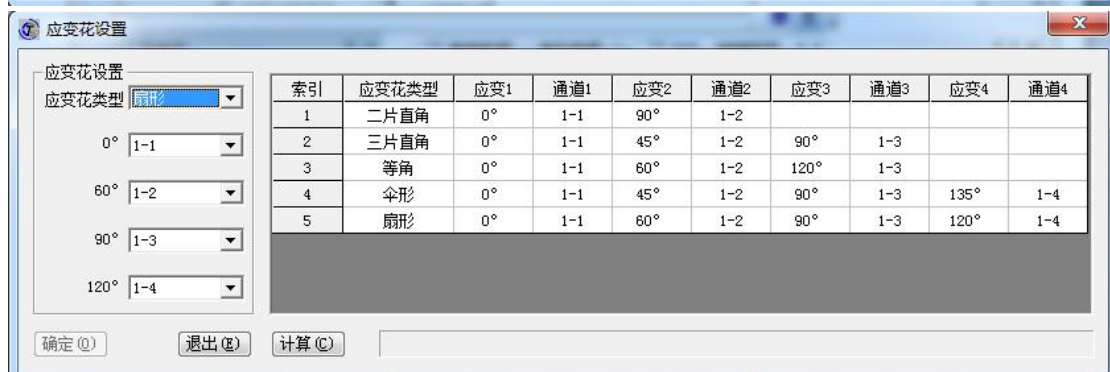 应变花设置
应变花设置
应变花类型 扇形
0° 1-1
60° 1-2
90° 1-3
120° 1-4
索引 应变花类型 应变1 通道1 应变2 通道2 应变3 通道3 应变4 通道4
1 二片直角 0° 1-1 90° 1-2
2 三片直角 0° 1-1 45° 1-2 90° 1-3
3 等角 0° 1-1 60° 1-2 120° 1-3
4 伞形 0° 1-1 45° 1-2 90° 1-3 135° 1-4
5 扇形 0° 1-1 60° 1-2 90° 1-3 120° 1-4
确定(O) 退出(E) 计算(C)